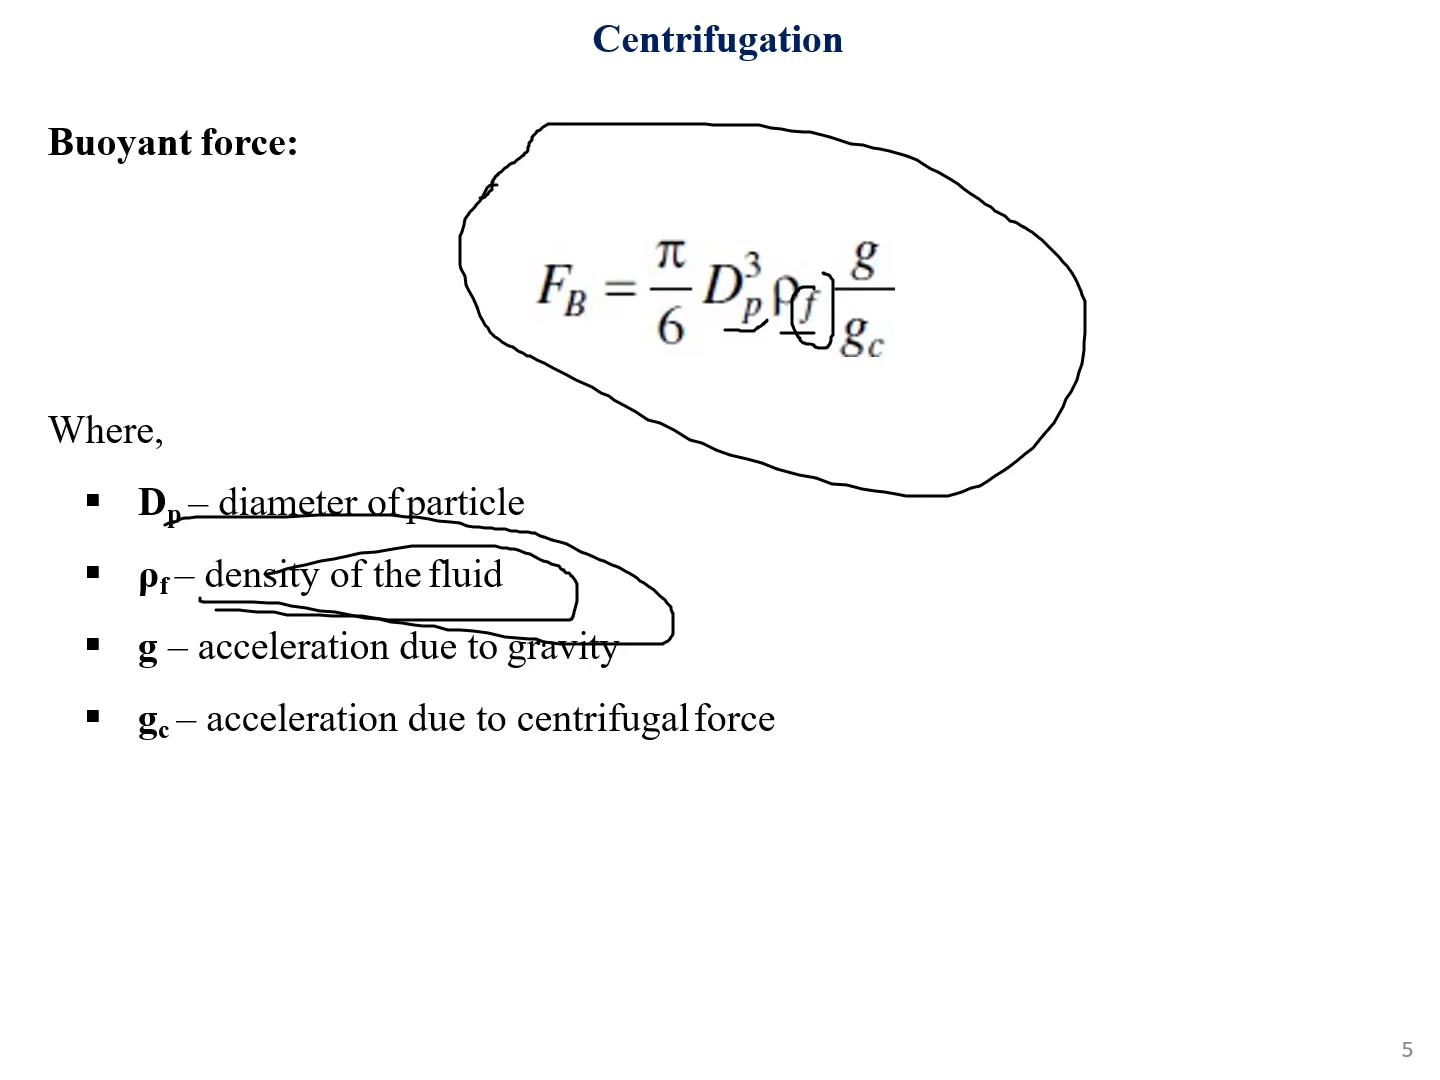 Centrifugation
Buoyant force:
F_B = π/6 D_p^3 ρ_f g/g_c
Where,
▪ D_p – diameter of particle
▪ ρ_f – density of the fluid
▪ g – acceleration due to gravity
▪ g_c – acceleration due to centrifugal force
5